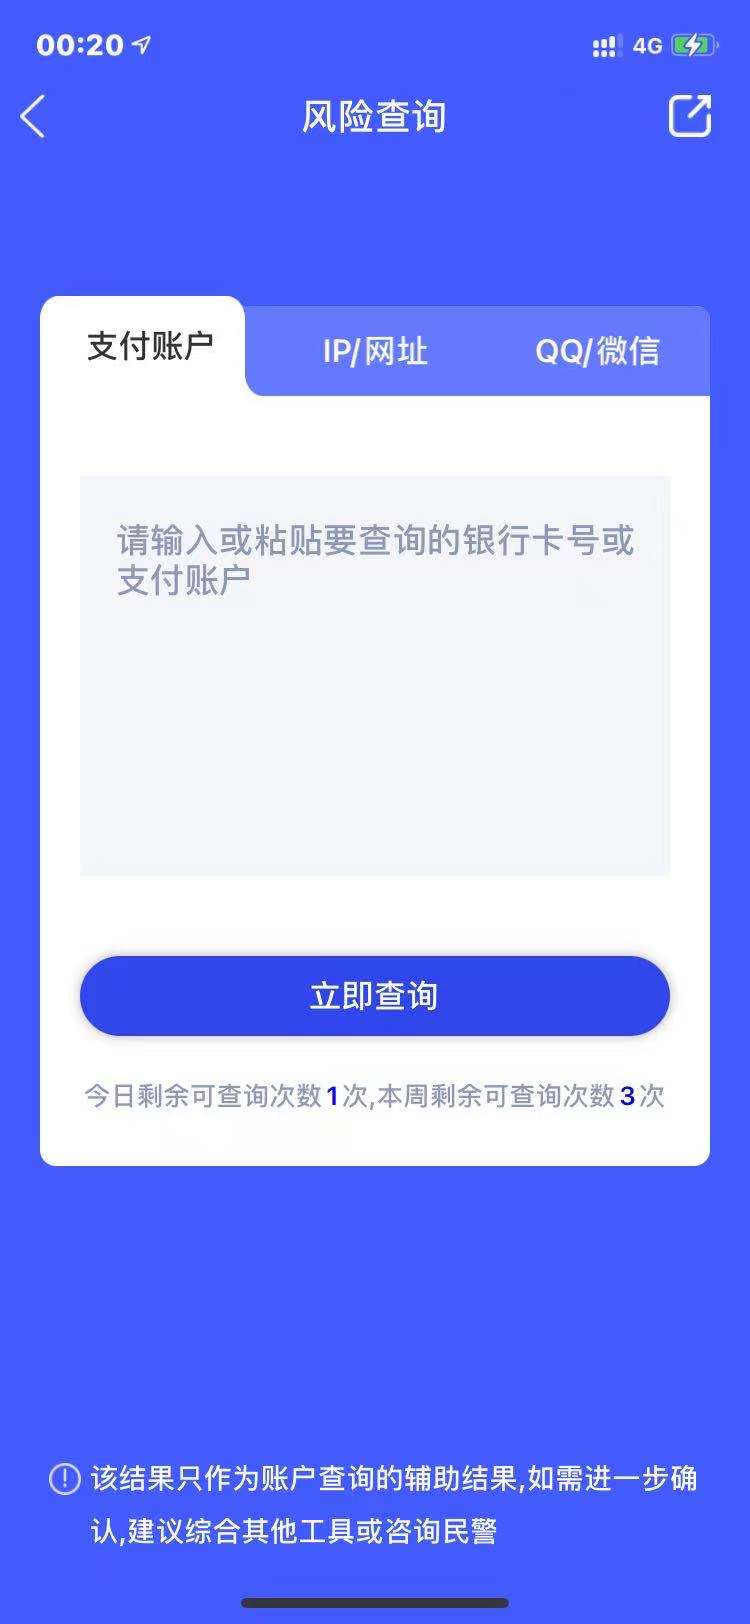 00:20
4G
风险查询
支付账户
IP/网址
QQ/微信
请输入或粘贴要查询的银行卡号或
支付账户
立即查询
今日剩余可查询次数1次,本周剩余可查询次数3次
该结果只作为账户查询的辅助结果,如需进一步确
认,建议综合其他工具或咨询民警